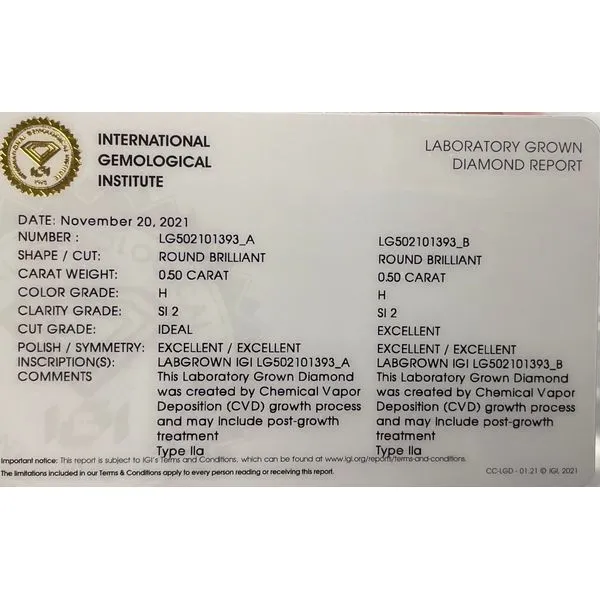 INTERNATIONAL
GEMOLOGICAL
INSTITUTE
LABORATORY GROWN
DIAMOND REPORT
IGI
DATE: November 20, 2021
NUMBER : LG502101393_A LG502101393_B
SHAPE / CUT: ROUND BRILLIANT ROUND BRILLIANT
CARAT WEIGHT: 0.50 CARAT 0.50 CARAT
COLOR GRADE: H H
CLARITY GRADE: SI 2 SI 2
CUT GRADE: IDEAL EXCELLENT
POLISH / SYMMETRY: EXCELLENT / EXCELLENT EXCELLENT / EXCELLENT
INSCRIPTION(S): LABGROWN IGI LG502101393_A LABGROWN IGI LG502101393_B
COMMENTS This Laboratory Grown Diamond This Laboratory Grown Diamond
was created by Chemical Vapor was created by Chemical Vapor
Deposition (CVD) growth process Deposition (CVD) growth process
and may include post-growth and may include post-growth
treatment treatment
Type IIa Type IIa
Important notice: This report is subject to IGI's Terms and Conditions, which can be found at www.igi.org/reports/terms-and-conditions.
The limitations included in our Terms & Conditions apply to every person reading or receiving this report.
CC-LGD - 01.21 © IGI, 2021